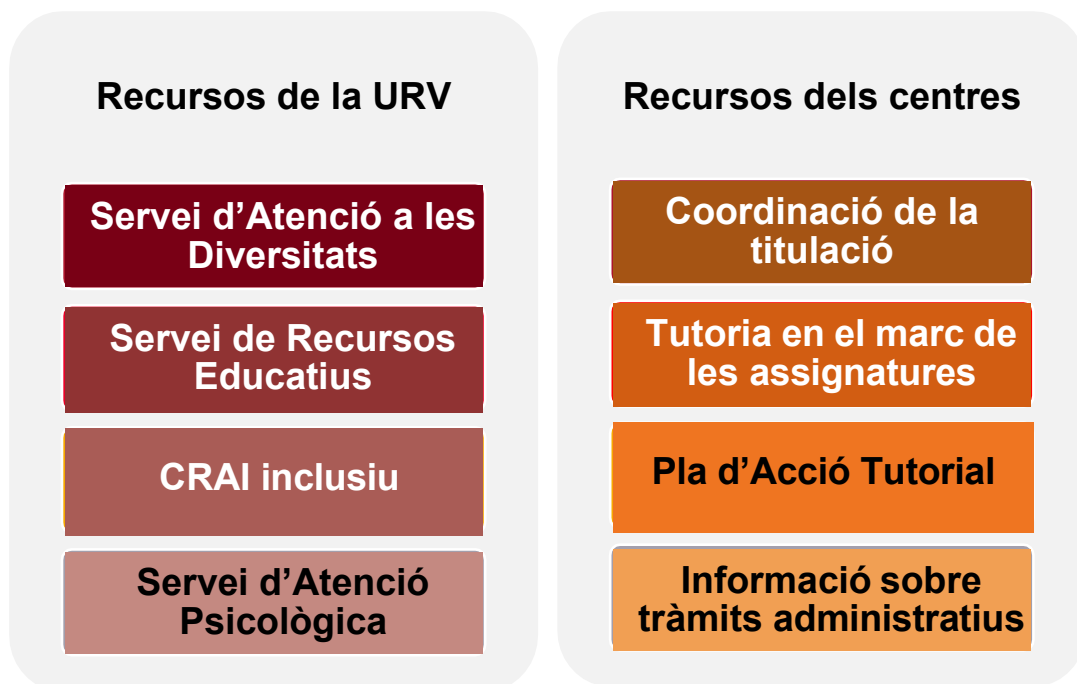 Recursos de la URV
Servei d’Atenció a les
Diversitats
Servei de Recursos
Educatius
CRAI inclusiu
Servei d’Atenció
Psicològica
Recursos dels centres
Coordinació de la
titulació
Tutoria en el marc de
les assignatures
Pla d’Acció Tutorial
Informació sobre
tràmits administratius